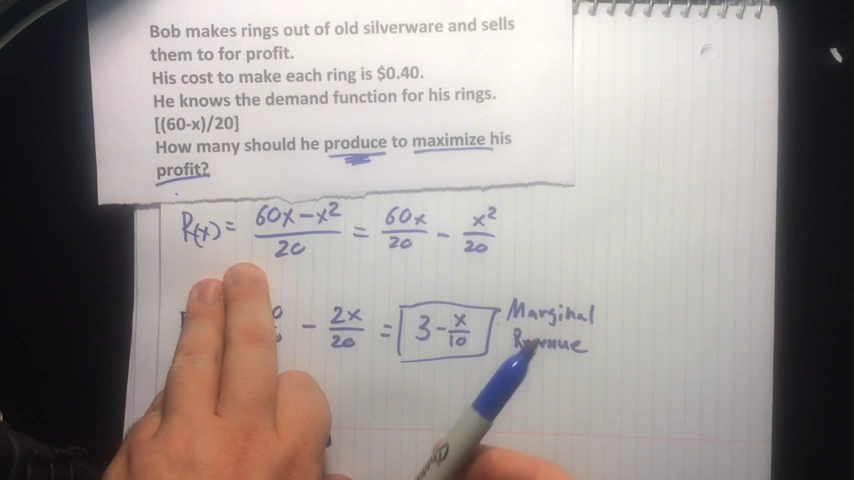 Bob makes rings out of old silverware and sells
them to for profit.
His cost to make each ring is $0.40.
He knows the demand function for his rings.
[(60-x)/20]
How many should he produce to maximize his
profit?
R(x) = (60x - x²)/20 = 60x/20 - x²/20
- 2x/20 = 3 - x/10 Marginal
Revenue